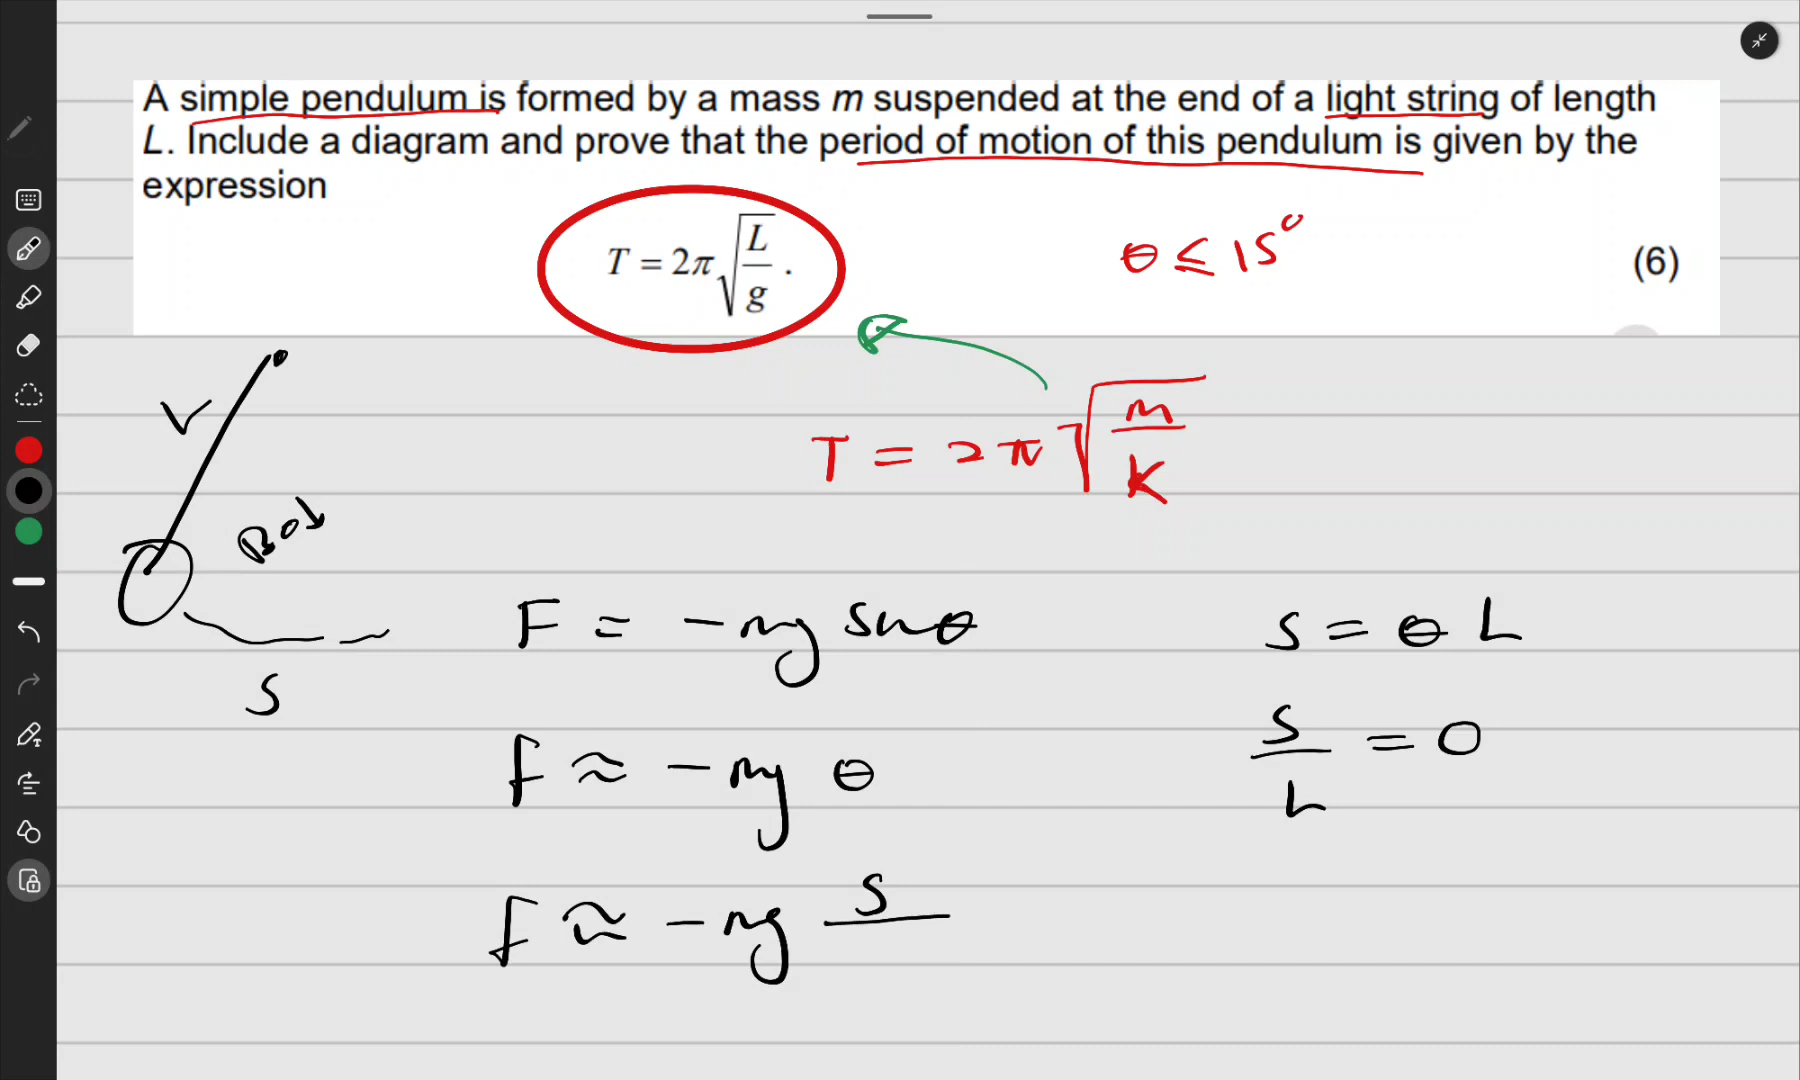 A simple pendulum is formed by a mass m suspended at the end of a light string of length
L. Include a diagram and prove that the period of motion of this pendulum is given by the
expression
T = 2π√(L/g) .
θ ≤ 15°
(6)
T = 2π√(m/K)
F = -mg sinθ
s = θ L
S
F ≈ -mg θ
s/L = θ
F ≈ -mg s